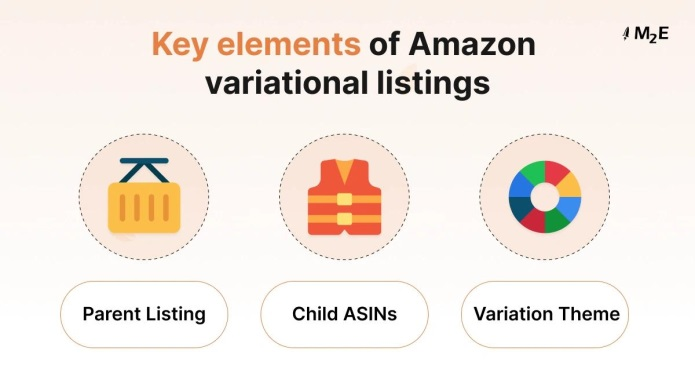 Key elements of Amazon
variational listings
M2E
Parent Listing
Child ASINs
Variation Theme